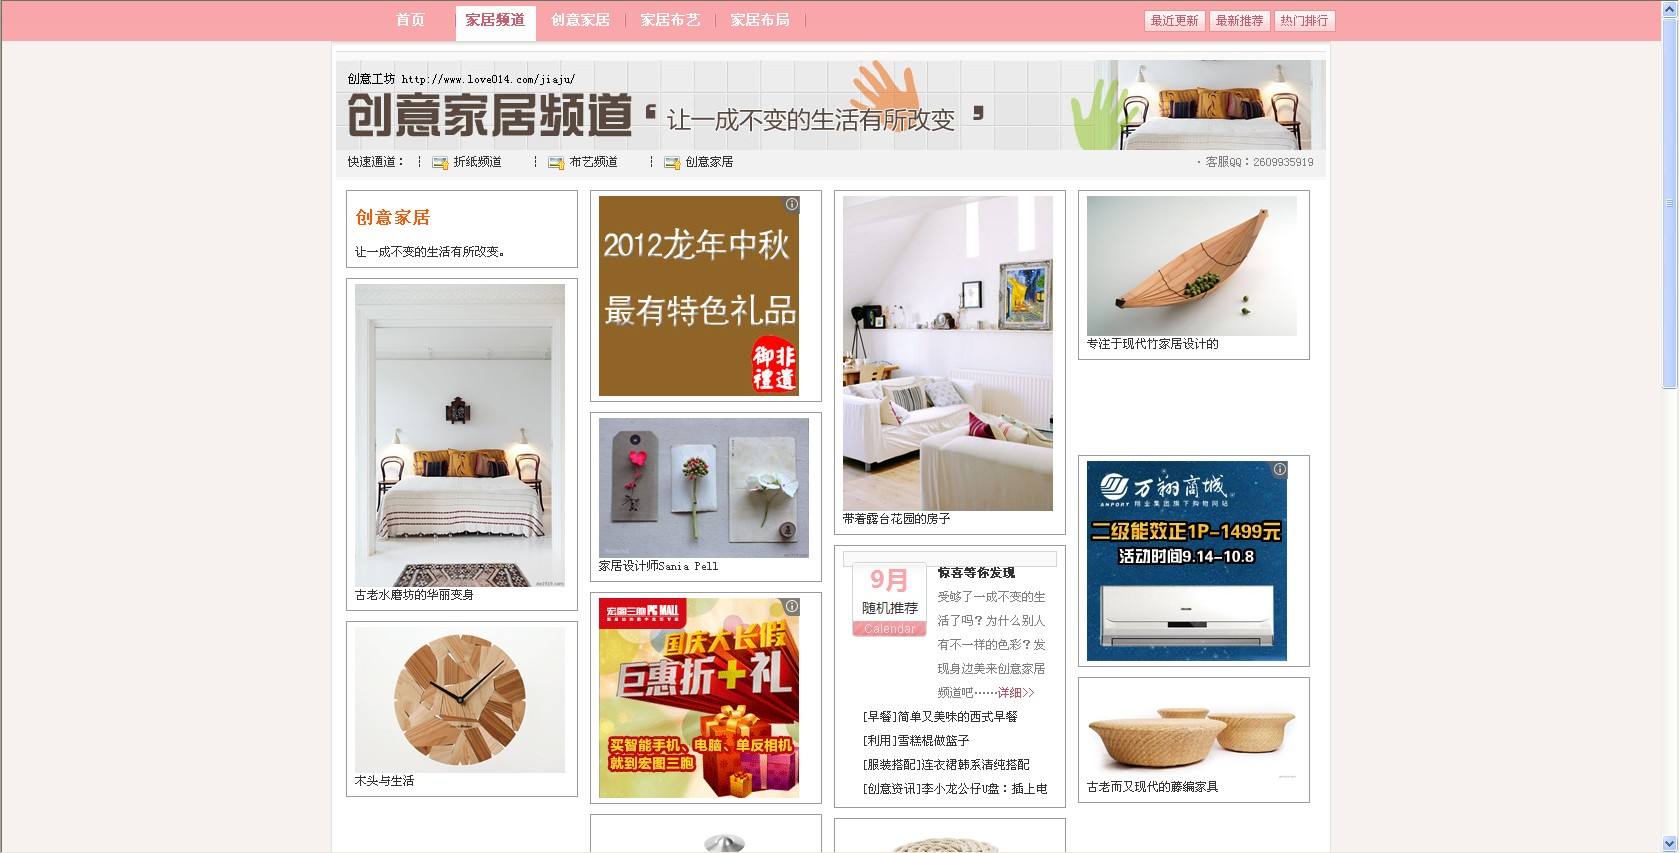 首页 家居频道 创意家居 家居布艺 家居布局
最近更新 最新推荐 热门排行
创意工坊 http://www.love014.com/jiaju/
创意家居频道 ‘ 让一成不变的生活有所改变 ’
快速通道： 折纸频道 布艺频道 创意家居
· 客服QQ：2609935919
创意家居
让一成不变的生活有所改变。
古老水磨坊的华丽变身
木头与生活
2012龙年中秋
最有特色礼品
御禮
非遗
家居设计师Sania Pell
宏图三胞 PC MALL
国庆大长假
巨惠折+礼
买智能手机、电脑、单反相机
就到宏图三胞
带着露台花园的房子
9月
随机推荐
Calendar
惊喜等你发现
受够了一成不变的生
活了吗？为什么别人
有不一样的色彩？发
现身边美来创意家居
频道吧……详细>>
[早餐]简单又美味的西式早餐
[利用]雪糕棍做篮子
[服装搭配]连衣裙韩系清纯搭配
[创意资讯]李小龙公仔U盘：插上电
专注于现代竹家居设计的
万翔商城
ANPORT 翔业集团旗下购物网站
二级能效正1P-1499元
活动时间9.14-10.8
古老而又现代的藤编家具